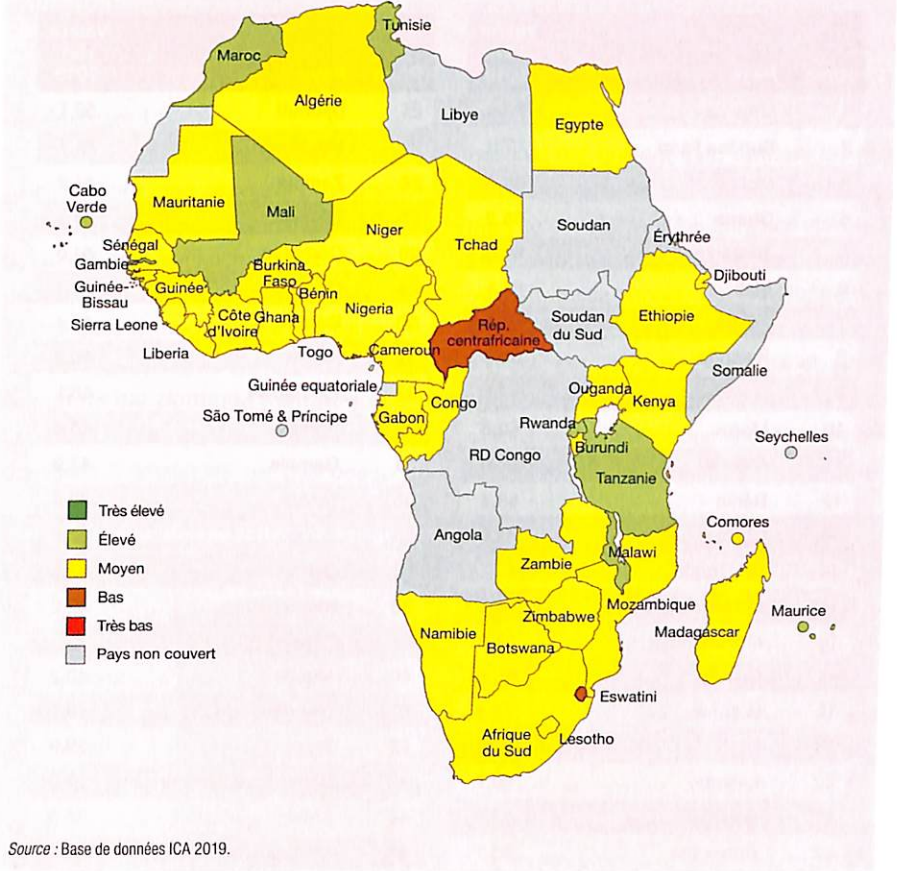 Tunisie
Maroc
Algérie
Libye
Egypte
Cabo
Verde
Mauritanie
Mali
Niger
Tchad
Soudan
Érythrée
Sénégal
Gambie
Guinée-
Bissau
Guinée
Burkina
Faso
Bénin
Nigeria
Djibouti
Sierra Leone
Côte
d'Ivoire
Ghana
Rép.
centrafricaine
Soudan
du Sud
Ethiopie
Liberia
Togo
Cameroun
Somalie
Guinée equatoriale
Ouganda
Kenya
São Tomé & Príncipe
Gabon
Congo
Rwanda
Burundi
Seychelles
RD Congo
Tanzanie
Très élevé
Élevé
Moyen
Bas
Très bas
Pays non couvert
Angola
Comores
Malawi
Zambie
Mozambique
Maurice
Zimbabwe
Madagascar
Namibie
Botswana
Eswatini
Afrique
du Sud
Lesotho
Source : Base de données ICA 2019.